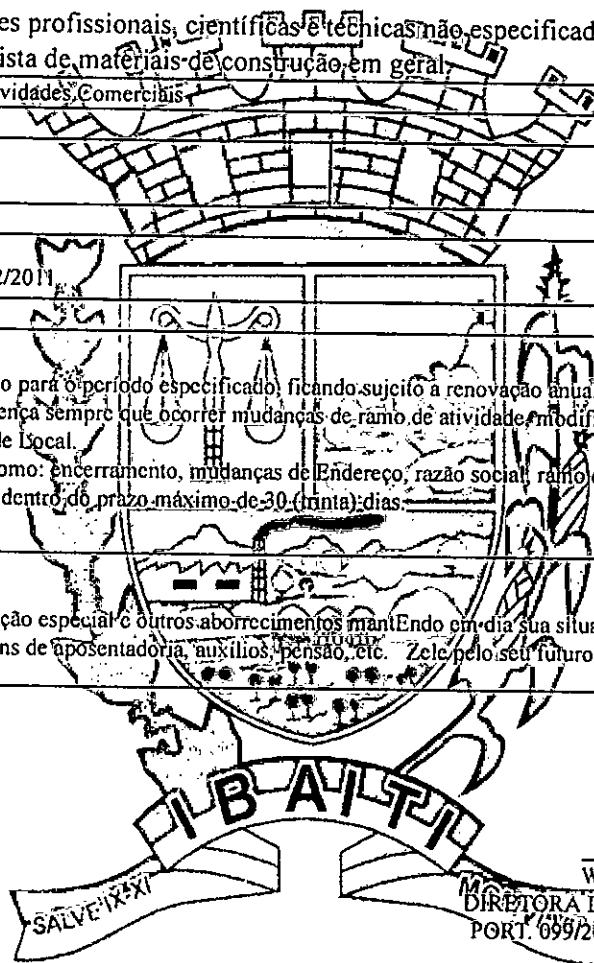 es profissionais, científicas e técnicas não especificad
ista de materiais de construção em geral.
vidades Comerciais
2/2011
o para o período especificado, ficando sujeito a renovação anual
ença sempre que ocorrer mudanças de ramo de atividade, modifi
de Local.
omo: encerramento, mudanças de Endereço, razão social, ramo
dentro do prazo máximo de 30 (trinta) dias.
ção especial e outros aborrecimentos mantEndo em dia sua situa
ns de aposentadoria, auxílios, pensão, etc. Zele pelo seu futuro
IBAITI
SALVE IX-XI
W
DIRETORA
PORT. 099/20